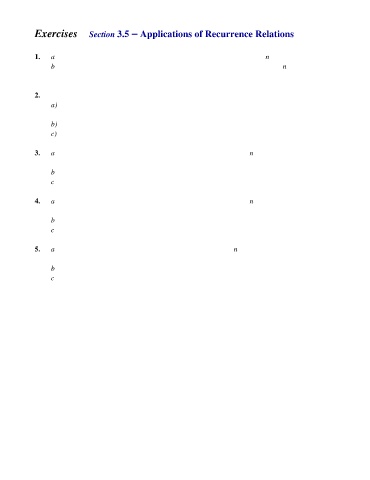 Exercises Section 3.5 – Applications of Recurrence Relations
1. a n
b n
2.
a)
b)
c)
3. a n
b
c
4. a n
b
c
5. a n
b
c